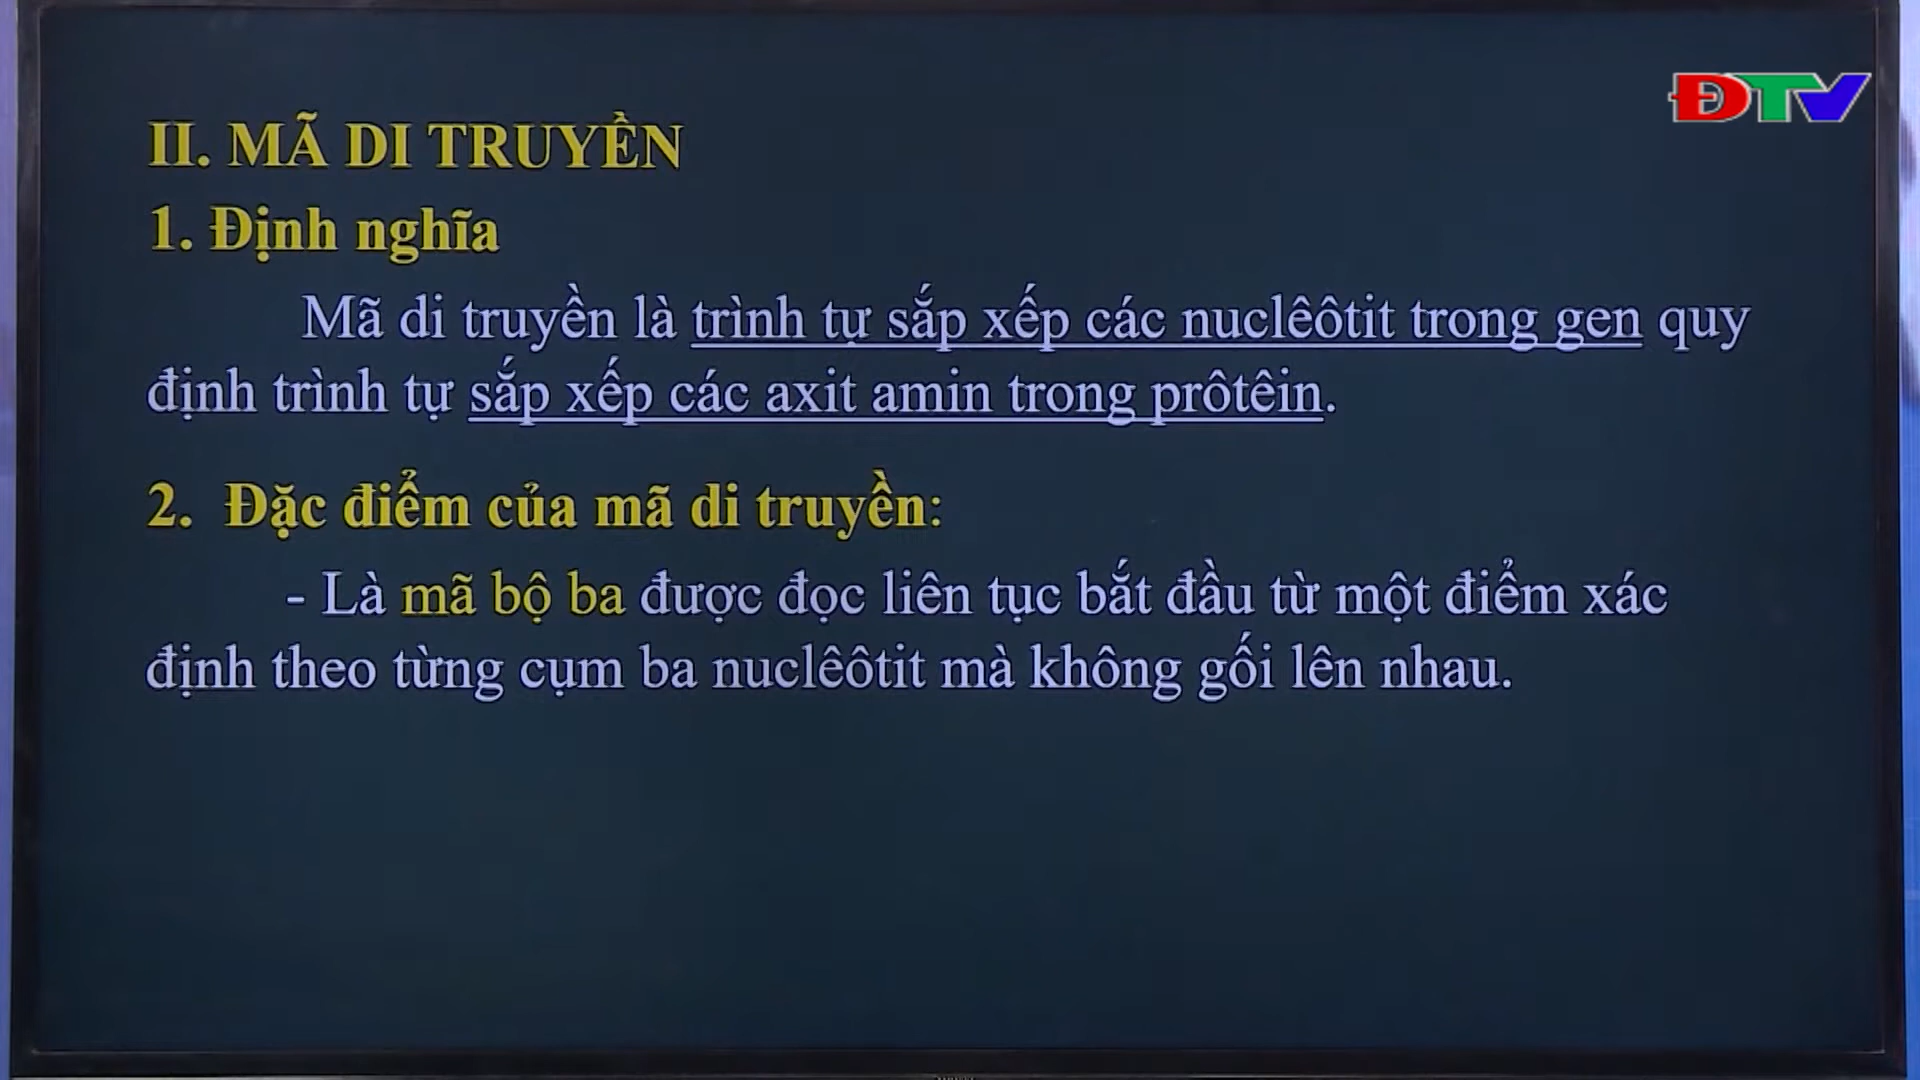 ĐTV
II. MÃ DI TRUYỀN
1. Định nghĩa
Mã di truyền là trình tự sắp xếp các nuclêôtit trong gen quy
định trình tự sắp xếp các axit amin trong prôtêin.
2. Đặc điểm của mã di truyền:
- Là mã bộ ba được đọc liên tục bắt đầu từ một điểm xác
định theo từng cụm ba nuclêôtit mà không gối lên nhau.